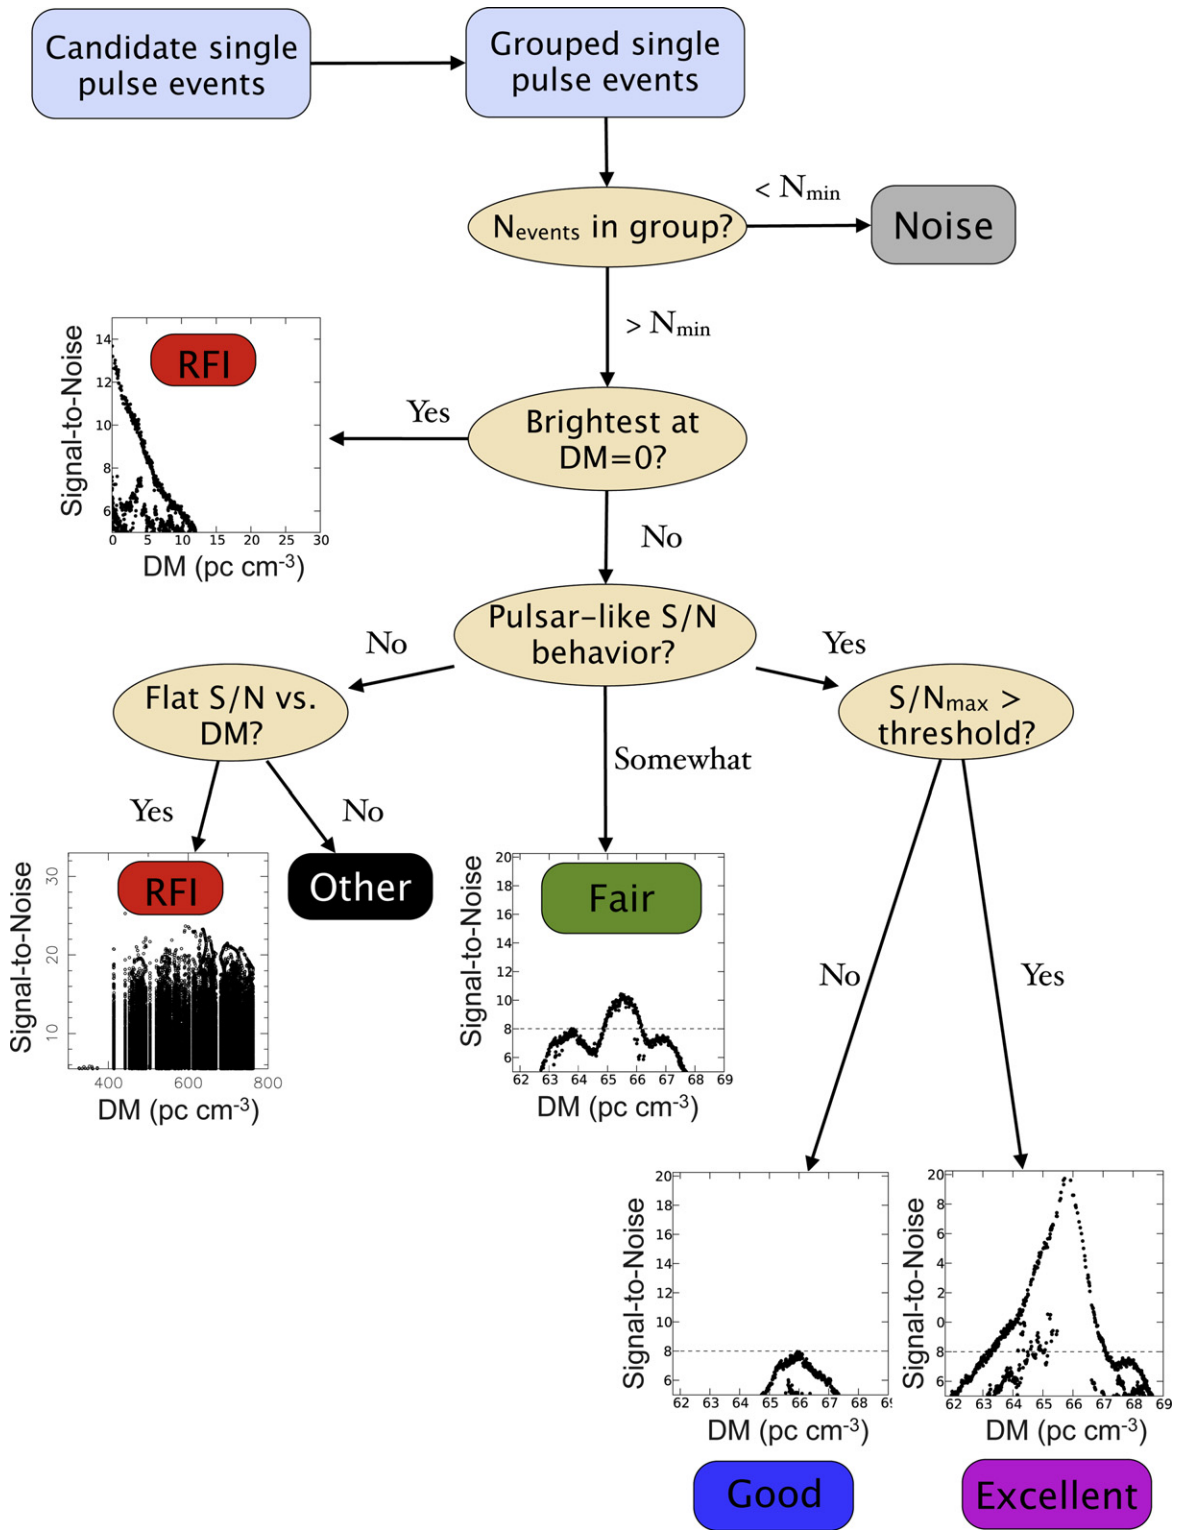 Candidate single
pulse events
Grouped single
pulse events
N_events in group?
< N_min
Noise
> N_min
Signal-to-Noise
14
12
10
8
6
RFI
0 5 10 15 20 25 30
DM (pc cm⁻³)
Yes
Brightest at
DM=0?
No
Pulsar-like S/N
behavior?
No
Yes
Flat S/N vs.
DM?
S/N_max >
threshold?
Somewhat
Yes
No
Signal-to-Noise
30
20
10
RFI
400 600 800
DM (pc cm⁻³)
Other
Signal-to-Noise
20
18
16
14
12
10
8
6
Fair
62 63 64 65 66 67 68 69
DM (pc cm⁻³)
No
Yes
Signal-to-Noise
20
18
16
14
12
10
8
6
62 63 64 65 66 67 68 69
DM (pc cm⁻³)
Good
Signal-to-Noise
20
8
6
4
2
0
8
6
62 63 64 65 66 67 68 69
DM (pc cm⁻³)
Excellent